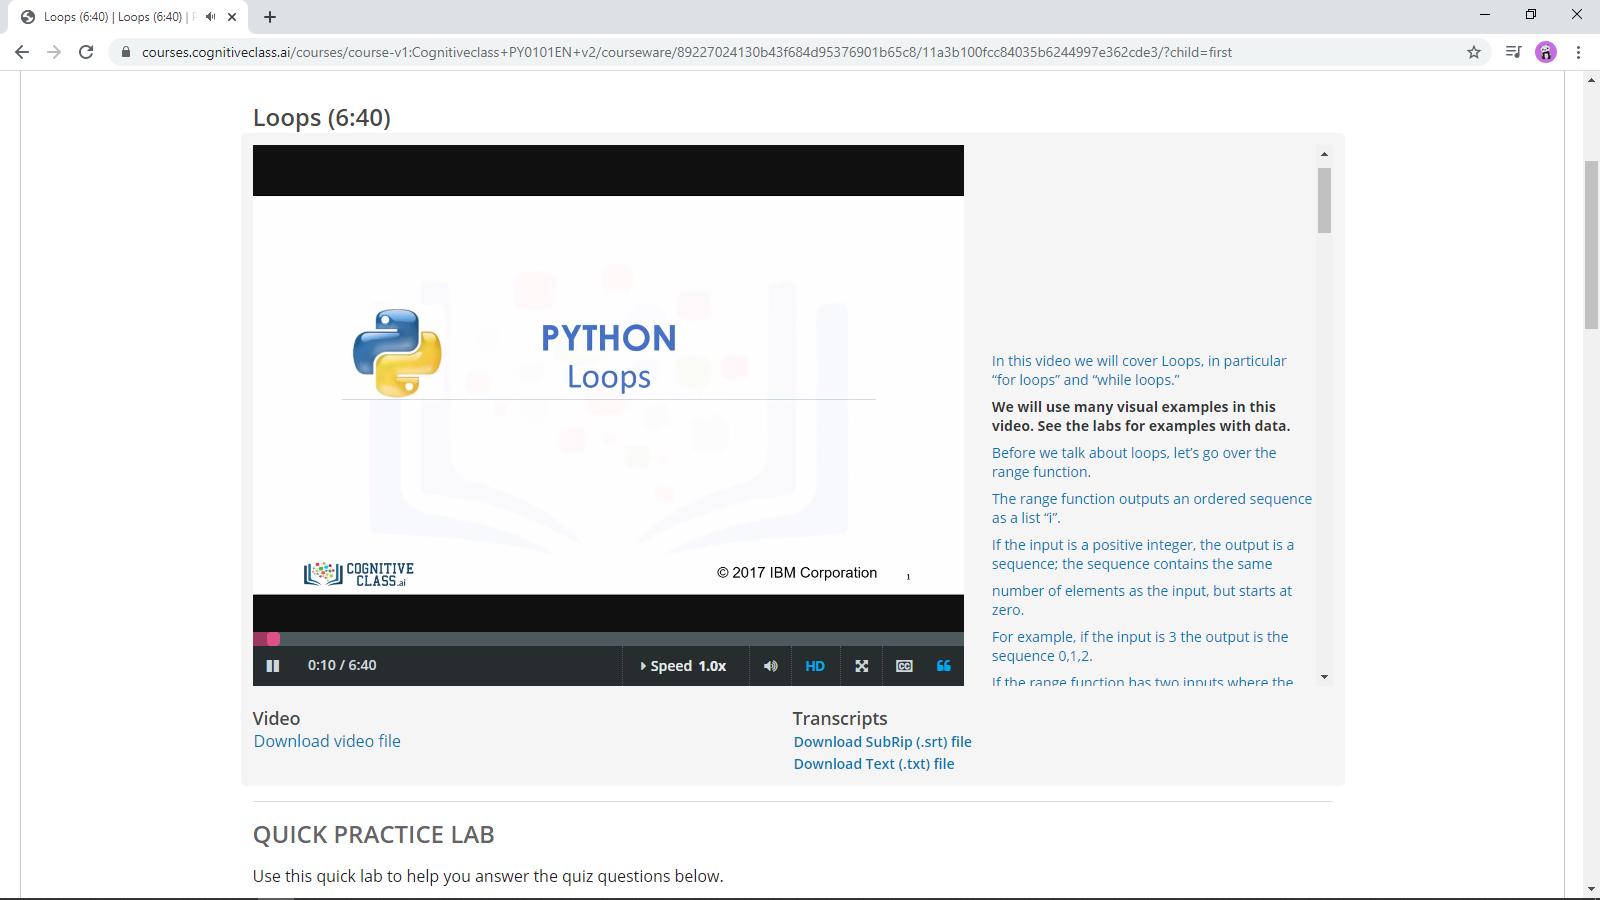 Loops (6:40) | Loops (6:40) |
courses.cognitiveclass.ai/courses/course-v1:Cognitiveclass+PY0101EN+v2/courseware/89227024130b43f684d95376901b65c8/11a3b100fcc84035b6244997e362cde3/?child=first
Loops (6:40)
PYTHON
Loops
COGNITIVE
CLASS.ai
© 2017 IBM Corporation
1
0:10 / 6:40
Speed 1.0x
HD
CC
In this video we will cover Loops, in particular
“for loops” and “while loops.”
We will use many visual examples in this
video. See the labs for examples with data.
Before we talk about loops, let’s go over the
range function.
The range function outputs an ordered sequence
as a list “i”.
If the input is a positive integer, the output is a
sequence; the sequence contains the same
number of elements as the input, but starts at
zero.
For example, if the input is 3 the output is the
sequence 0,1,2.
If the range function has two inputs where the
Video
Download video file
Transcripts
Download SubRip (.srt) file
Download Text (.txt) file
QUICK PRACTICE LAB
Use this quick lab to help you answer the quiz questions below.